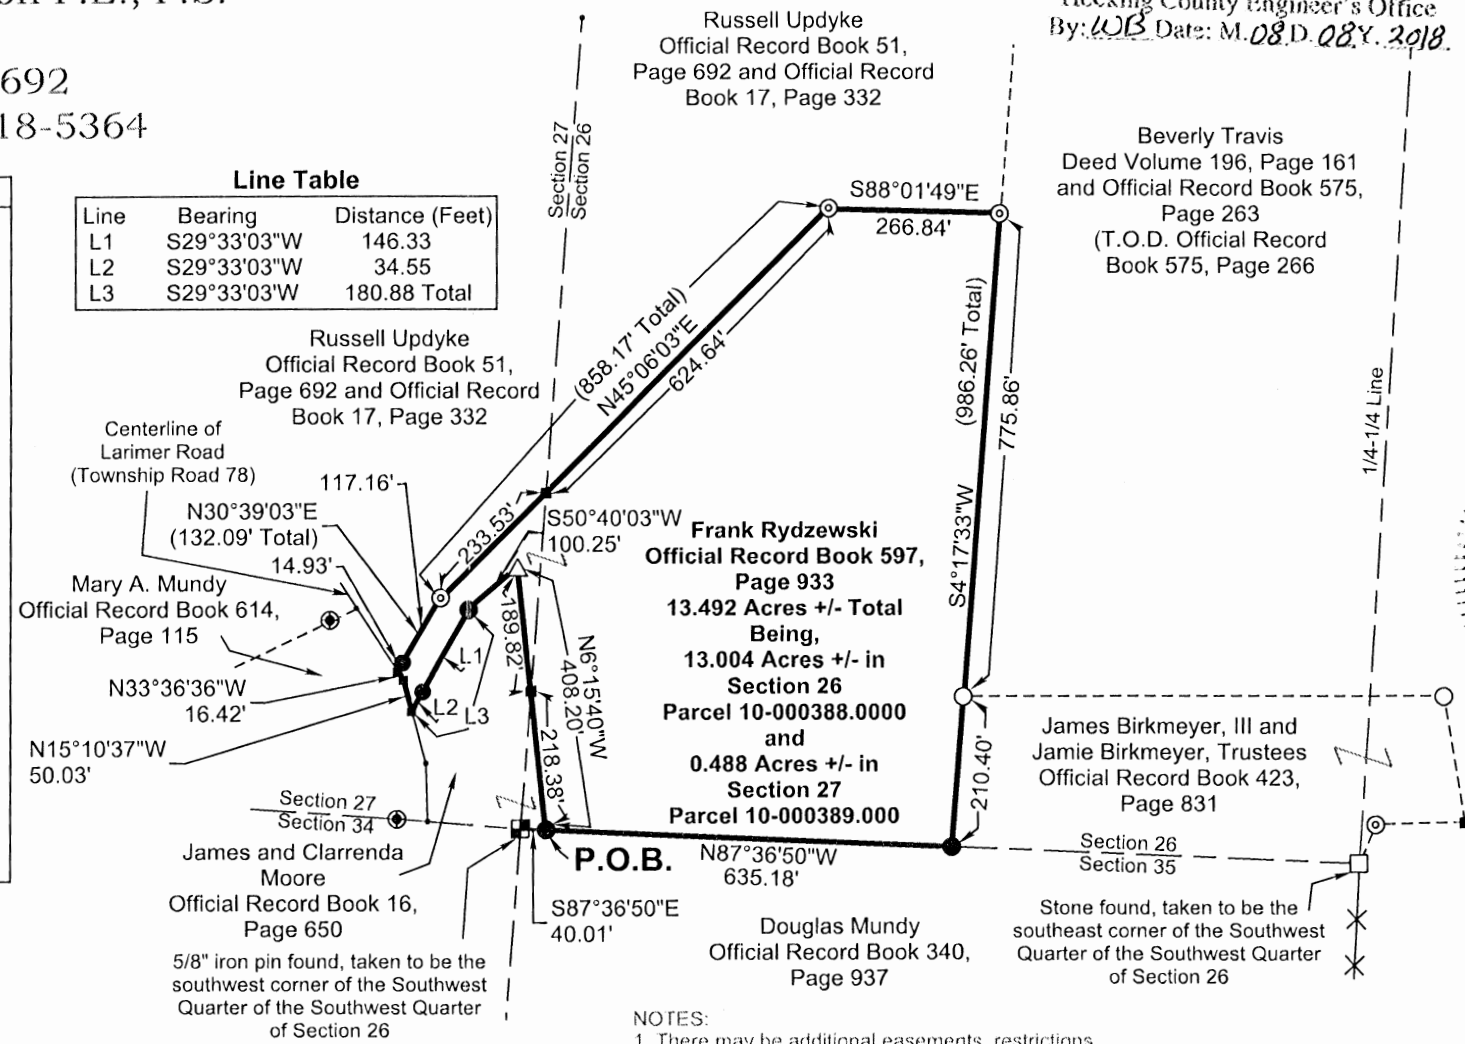 692
18-5364
Hocking County Engineer's Office
By: WB Date: M. 08 D. 08 Y. 2018.
Russell Updyke
Official Record Book 51,
Page 692 and Official Record
Book 17, Page 332
Section 27
Section 26
Beverly Travis
Deed Volume 196, Page 161
and Official Record Book 575,
Page 263
(T.O.D. Official Record
Book 575, Page 266
Line Table
Line Bearing Distance (Feet)
L1 S29°33'03"W 146.33
L2 S29°33'03"W 34.55
L3 S29°33'03'W 180.88 Total
S88°01'49"E
266.84'
Russell Updyke
Official Record Book 51,
Page 692 and Official Record
Book 17, Page 332
(858.17' Total)
N45°06'03"E
624.64'
(986.26' Total)
775.86'
S4°17'33"W
1/4-1/4 Line
Centerline of
Larimer Road
(Township Road 78)
117.16'
N30°39'03"E
(132.09' Total)
14.93'
233.53'
S50°40'03"W
100.25'
Mary A. Mundy
Official Record Book 614,
Page 115
N33°36'36"W
16.42'
N15°10'37"W
50.03'
L1
L2
L3
189.82'
N6°15'40"W
408.20'
218.38'
Frank Rydzewski
Official Record Book 597,
Page 933
13.492 Acres +/- Total
Being,
13.004 Acres +/- in
Section 26
Parcel 10-000388.0000
and
0.488 Acres +/- in
Section 27
Parcel 10-000389.000
210.40'
James Birkmeyer, III and
Jamie Birkmeyer, Trustees
Official Record Book 423,
Page 831
Section 27
Section 34
P.O.B.
N87°36'50"W
635.18'
Section 26
Section 35
James and Clarrenda
Moore
Official Record Book 16,
Page 650
S87°36'50"E
40.01'
5/8" iron pin found, taken to be the
southwest corner of the Southwest
Quarter of the Southwest Quarter
of Section 26
Douglas Mundy
Official Record Book 340,
Page 937
Stone found, taken to be the
southeast corner of the Southwest
Quarter of the Southwest Quarter
of Section 26
NOTES:
1. There may be additional easements, restrictions